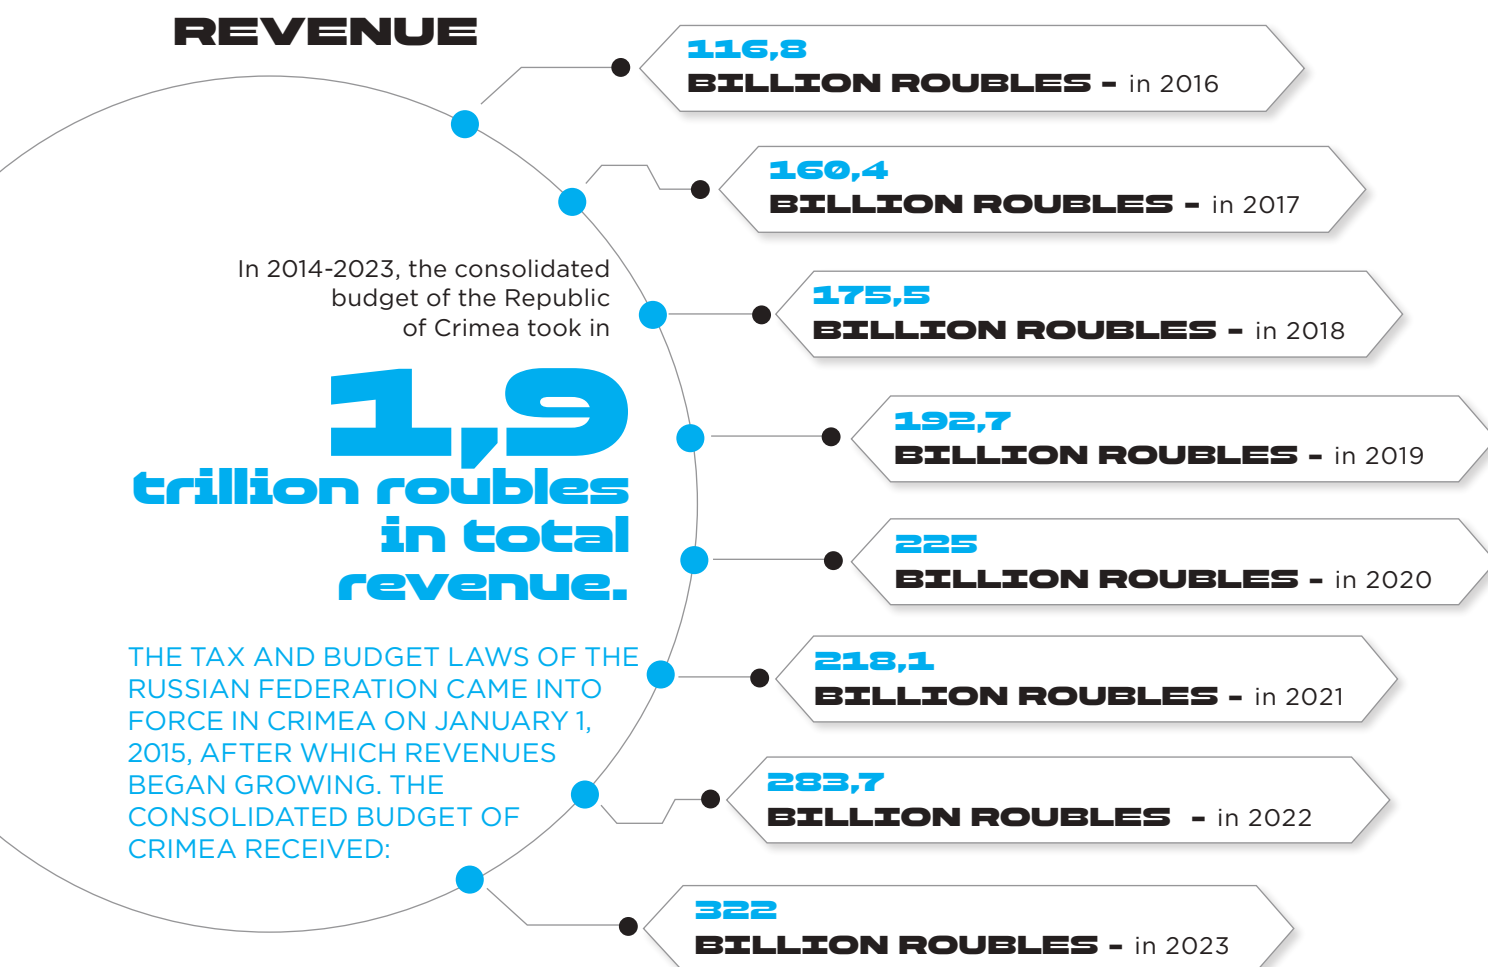 REVENUE
In 2014-2023, the consolidated
budget of the Republic
of Crimea took in
1,9
trillion roubles
in total
revenue.
THE TAX AND BUDGET LAWS OF THE
RUSSIAN FEDERATION CAME INTO
FORCE IN CRIMEA ON JANUARY 1,
2015, AFTER WHICH REVENUES
BEGAN GROWING. THE
CONSOLIDATED BUDGET OF
CRIMEA RECEIVED:
116,8
BILLION ROUBLES – in 2016
160,4
BILLION ROUBLES – in 2017
175,5
BILLION ROUBLES – in 2018
192,7
BILLION ROUBLES – in 2019
225
BILLION ROUBLES – in 2020
218,1
BILLION ROUBLES – in 2021
283,7
BILLION ROUBLES – in 2022
322
BILLION ROUBLES – in 2023